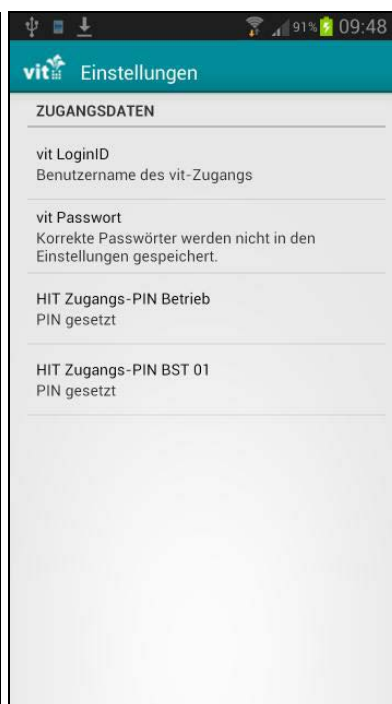 91% 09:48
vit Einstellungen
ZUGANGSDATEN
vit LoginID
Benutzername des vit-Zugangs
vit Passwort
Korrekte Passwörter werden nicht in den
Einstellungen gespeichert.
HIT Zugangs-PIN Betrieb
PIN gesetzt
HIT Zugangs-PIN BST 01
PIN gesetzt